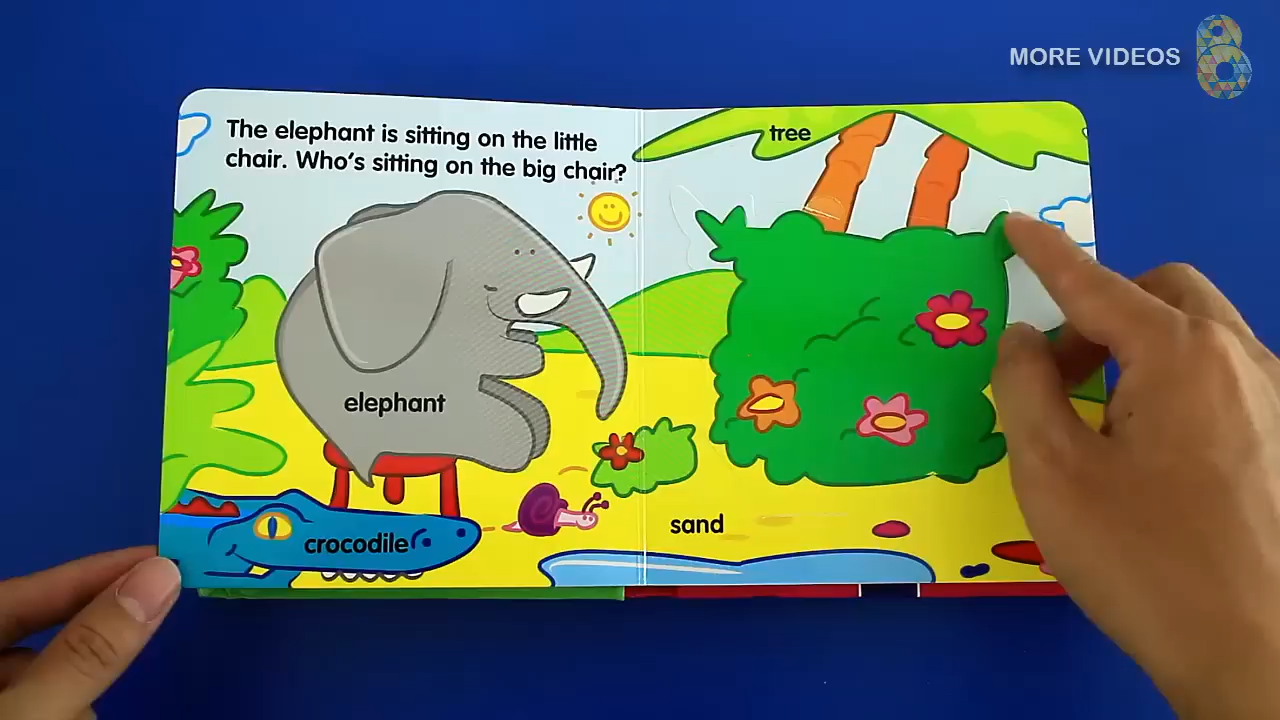 MORE VIDEOS
The elephant is sitting on the little
chair. Who's sitting on the big chair?
tree
elephant
sand
crocodile